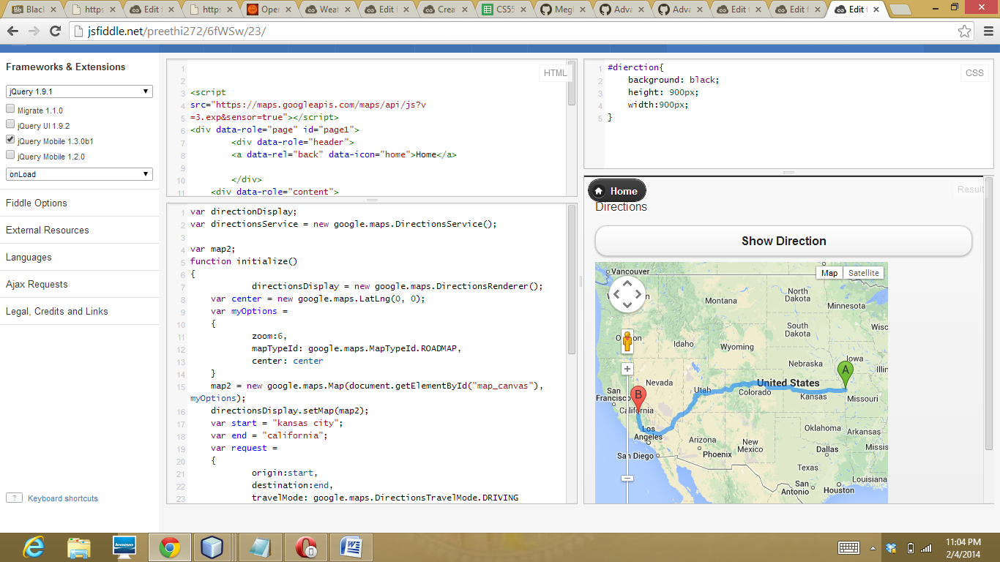 Black
https
Edit f
https
Oper
Weat
Edit f
Creat
CS55
Megh
Adva
Adva
Edit f
Edit f
Edit f
jsfiddle.net/preethi272/6fWSw/23/
Frameworks & Extensions
jQuery 1.9.1
Migrate 1.1.0
jQuery UI 1.9.2
jQuery Mobile 1.3.0b1
jQuery Mobile 1.2.0
onLoad
Fiddle Options
External Resources
Languages
Ajax Requests
Legal, Credits and Links
? Keyboard shortcuts
HTML
1
2
3 <script
4 src="https://maps.googleapis.com/maps/api/js?v
5 =3.exp&sensor=true"></script>
6 <div data-role="page" id="page1">
7 <div data-role="header">
8 <a data-rel="back" data-icon="home">Home</a>
9
10 </div>
11 <div data-role="content">
1 var directionDisplay;
2 var directionsService = new google.maps.DirectionsService();
3
4 var map2;
5 function initialize()
6 {
7 directionsDisplay = new google.maps.DirectionsRenderer();
8 var center = new google.maps.LatLng(0, 0);
9 var myOptions =
10 {
11 zoom:6,
12 mapTypeId: google.maps.MapTypeId.ROADMAP,
13 center: center
14 }
15 map2 = new google.maps.Map(document.getElementById("map_canvas"),
myOptions);
16 directionsDisplay.setMap(map2);
17 var start = "kansas city";
18 var end = "california";
19 var request =
20 {
21 origin:start,
22 destination:end,
23 travelMode: google.maps.DirectionsTravelMode.DRIVING
CSS
1 #dierction{
2 background: black;
3 height: 900px;
4 width:900px;
5 }
Home
Result
Directions
Show Direction
Map Satellite
Vancouver
North
Dakota
Montana
Minnesota
South
Dakota
Wisc
Idaho
Wyoming
Iowa
Nebraska
Illin
A
Nevada
Utah
United States
Colorado
Kansas
Missouri
San
Francisco
B
California
Los
Angeles
Oklahoma
Arkansas
Arizona
New
Mexico
Missis
San Diego
Phoenix
Dallas
Texas
Louisiana
San
Antonio
Houston
+
lenovo
11:04 PM
2/4/2014